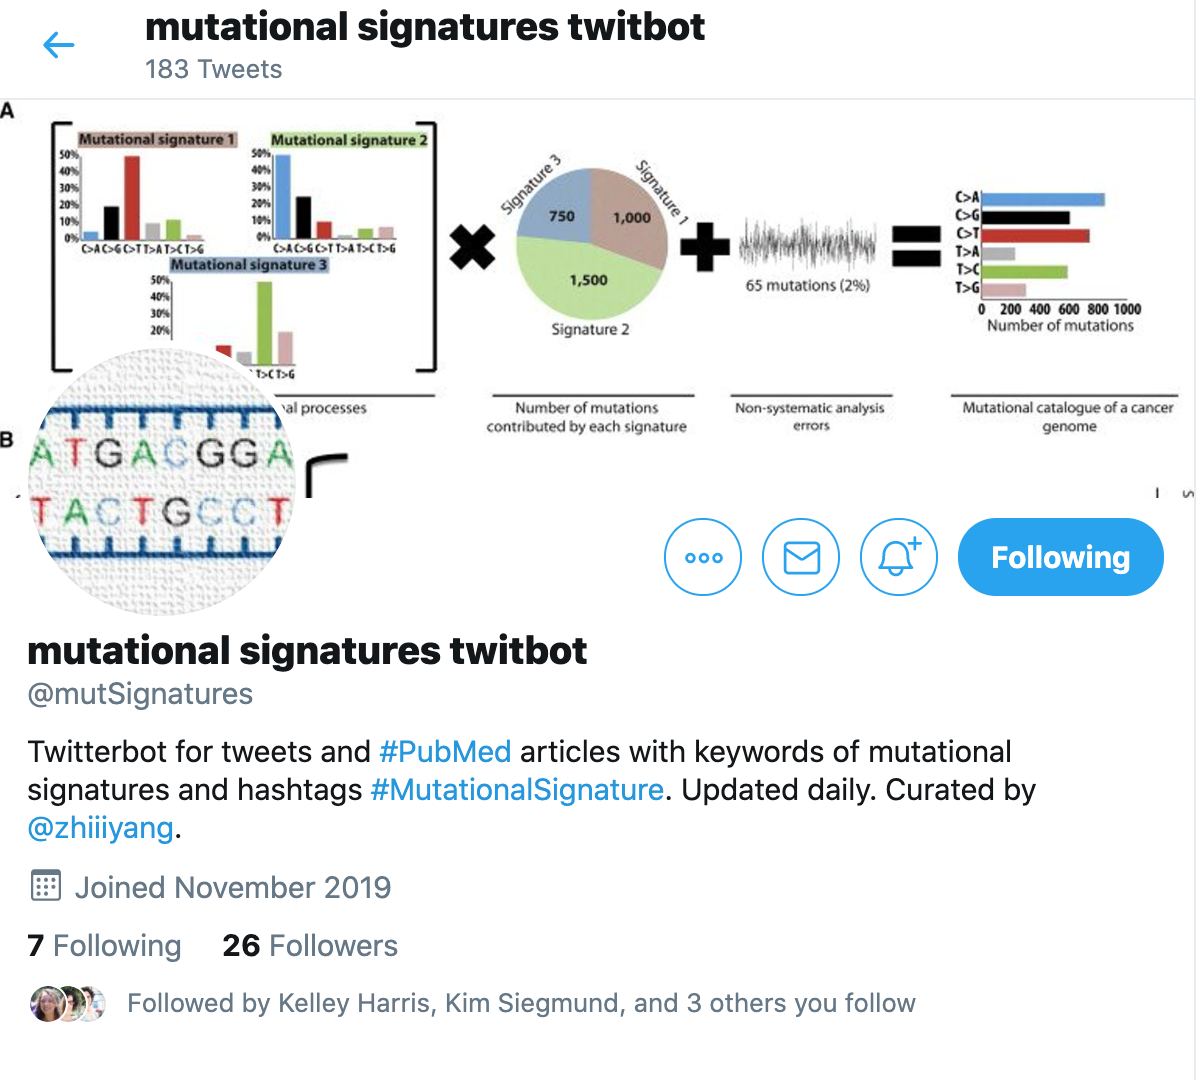 mutational signatures twitbot
183 Tweets
A
Mutational signature 1
50%
40%
30%
20%
10%
0%
C>A C>G C>T T>A T>C T>G
Mutational signature 2
50%
40%
30%
20%
10%
0%
C>A C>G C>T T>A T>C T>G
Mutational signature 3
50%
40%
30%
20%
T>C T>G
Signature 3
Signature 1
750
1,000
1,500
Signature 2
65 mutations (2%)
C>A
C>G
C>T
T>A
T>C
T>G
0 200 400 600 800 1000
Number of mutations
processes
Number of mutations
contributed by each signature
Non-systematic analysis
errors
Mutational catalogue of a cancer
genome
B
ATGACGGA
TACTGCCT
Following
mutational signatures twitbot
@mutSignatures
Twitterbot for tweets and #PubMed articles with keywords of mutational
signatures and hashtags #MutationalSignature. Updated daily. Curated by
@zhiiiyang.
Joined November 2019
7 Following 26 Followers
Followed by Kelley Harris, Kim Siegmund, and 3 others you follow